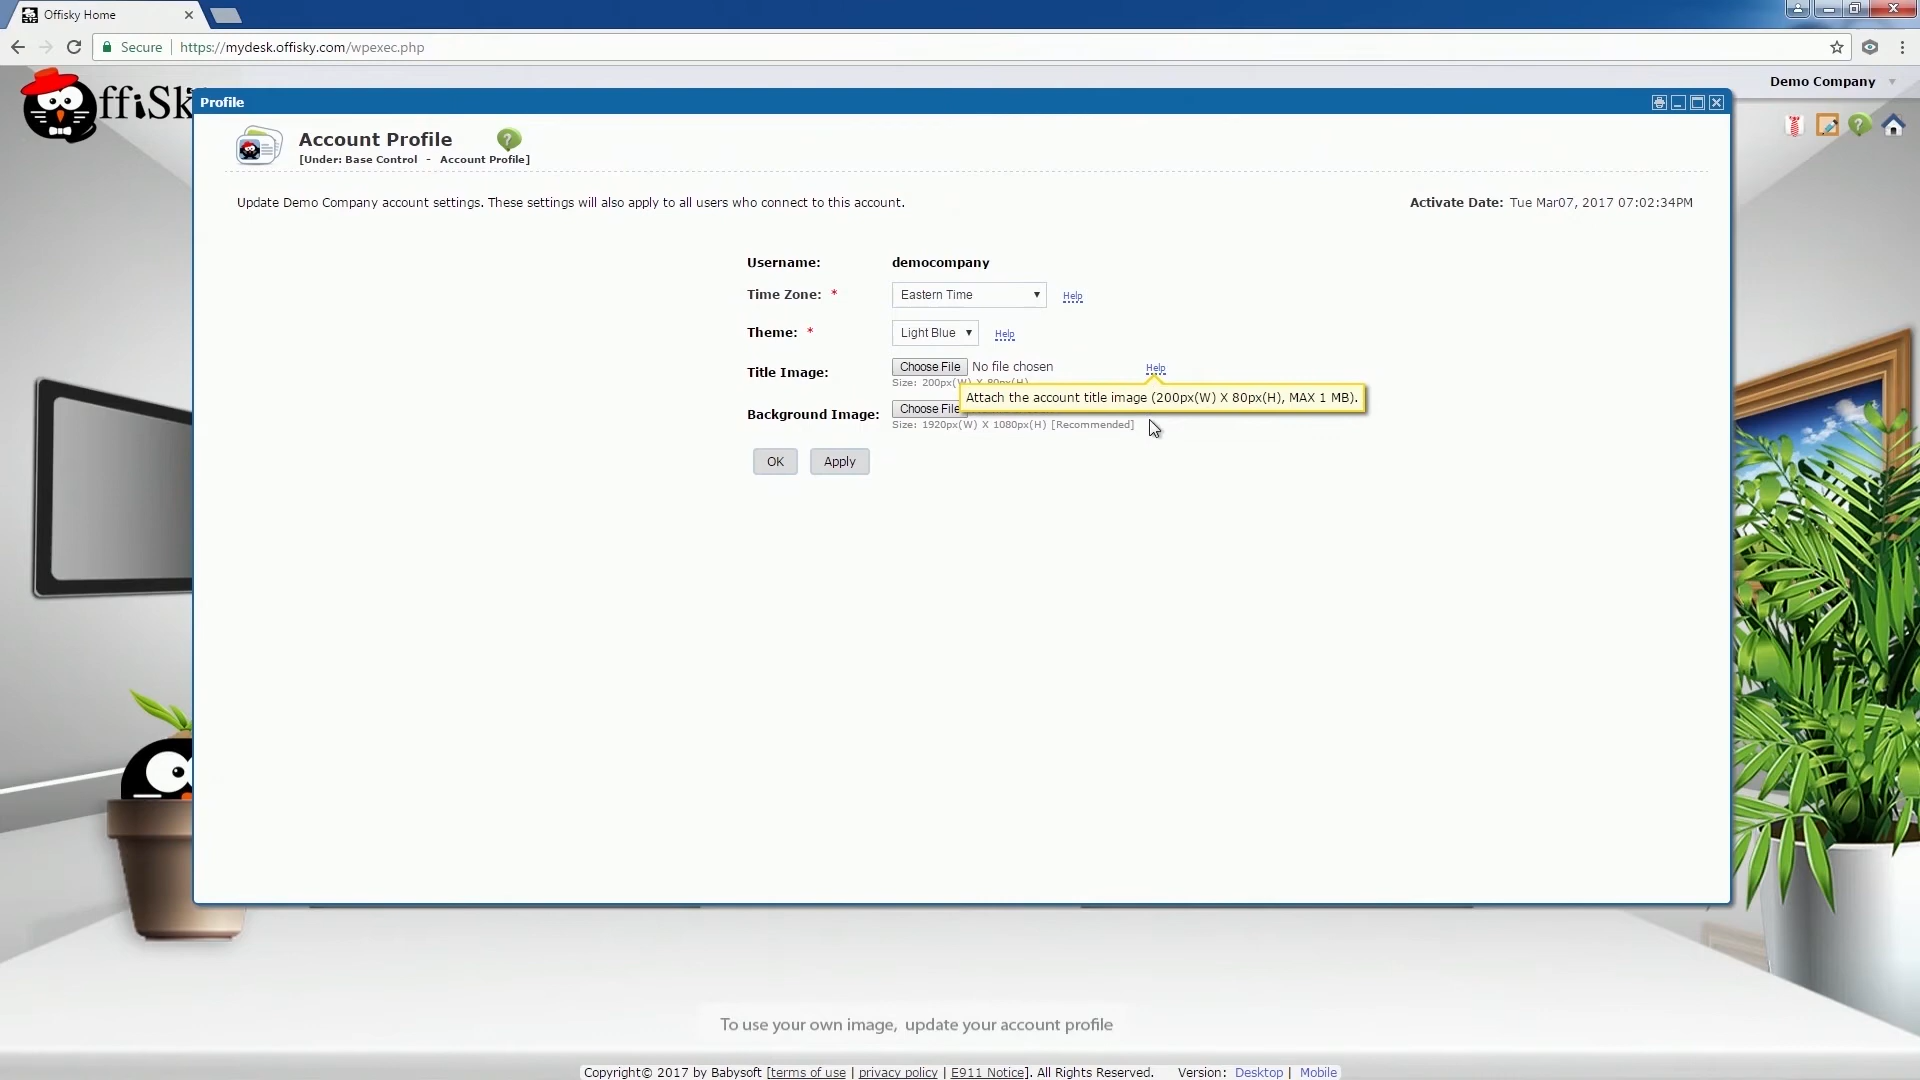 Offisky Home
Secure
https://mydesk.offisky.com/wpexec.php
Demo Company
Profile
Account Profile
[Under: Base Control - Account Profile]
Update Demo Company account settings. These settings will also apply to all users who connect to this account.
Activate Date: Tue Mar07, 2017 07:02:34PM
Username: democompany
Time Zone: * Eastern Time Help
Theme: * Light Blue Help
Title Image: Choose File No file chosen Help
Size: 200px(W) X 80px(H)
Attach the account title image (200px(W) X 80px(H), MAX 1 MB).
Background Image: Choose File
Size: 1920px(W) X 1080px(H) [Recommended]
OK Apply
To use your own image, update your account profile
Copyright© 2017 by Babysoft [terms of use | privacy policy | E911 Notice]. All Rights Reserved. Version: Desktop | Mobile